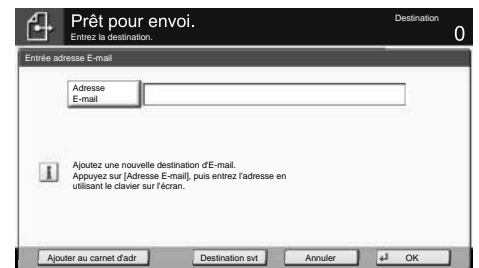 Prêt pour envoi.
Entrez la destination.
Destination
0
Entrée adresse E-mail
Adresse
E-mail
Ajoutez une nouvelle destination d'E-mail.
Appuyez sur [Adresse E-mail], puis entrez l'adresse en
utilisant le clavier sur l'écran.
Ajouter au carnet d'adr
Destination svt
Annuler
OK